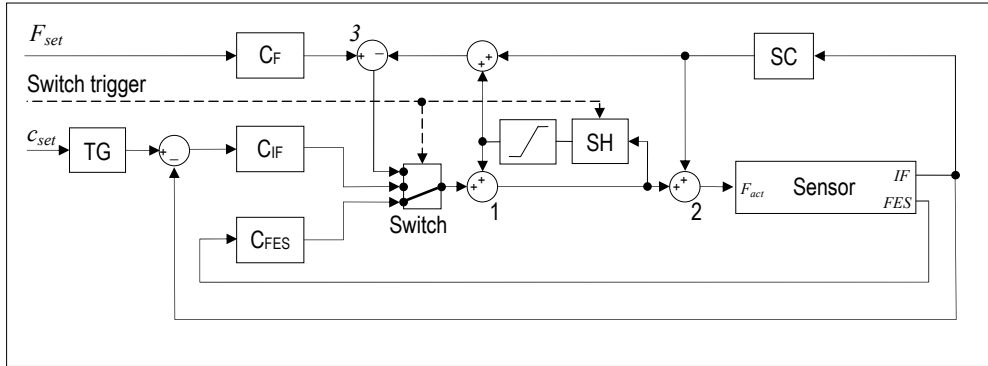 F_set
C_F
3
+
−
+
+
SC
Switch trigger
c_set
TG
+
−
C_IF
SH
Switch
+
+
1
+
+
2
F_act
Sensor
IF
FES
C_FES